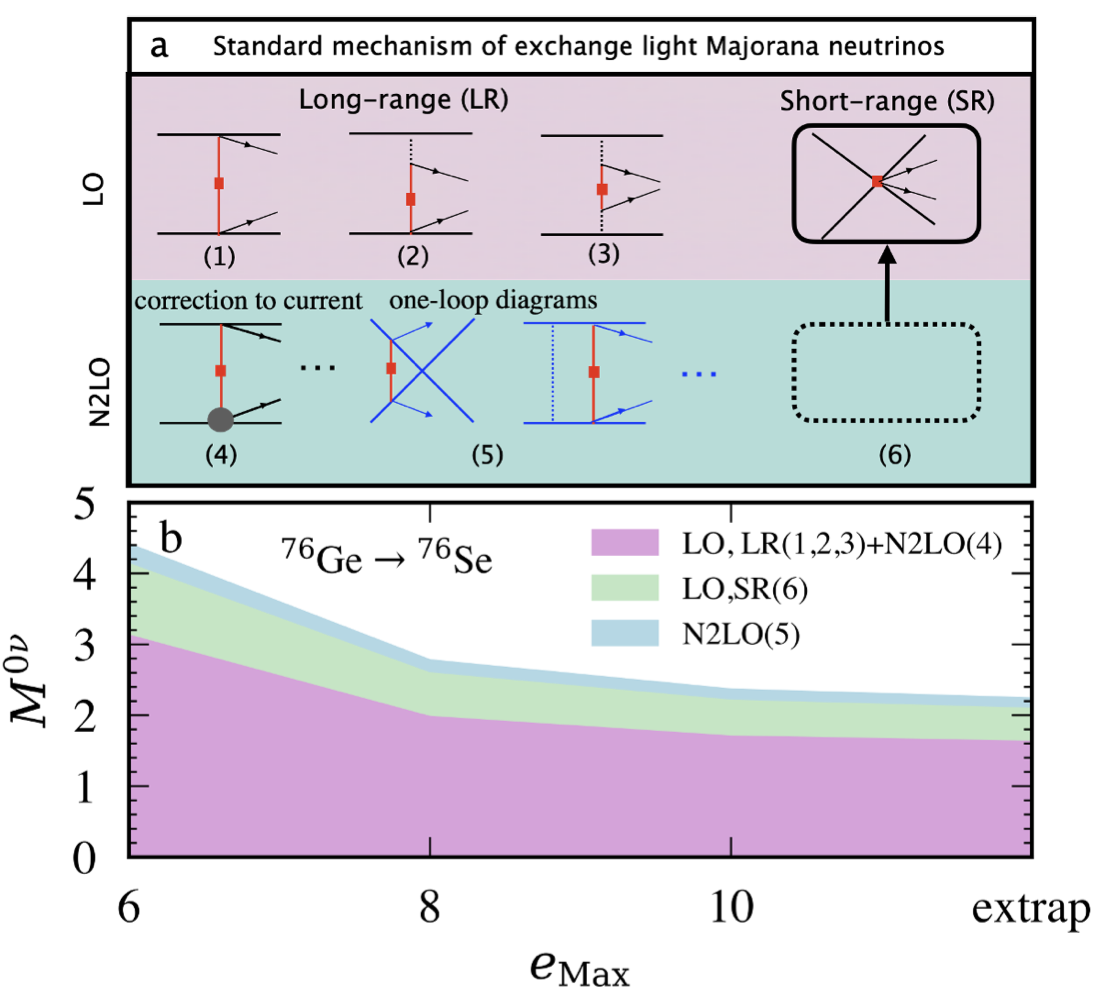 a Standard mechanism of exchange light Majorana neutrinos
Long-range (LR) Short-range (SR)
LO
(1) (2) (3)
correction to current one-loop diagrams
N2LO
... ...
(4) (5) (6)
b
⁷⁶Ge → ⁷⁶Se
LO, LR(1,2,3)+N2LO(4)
LO,SR(6)
N2LO(5)
M⁰ᵛ
5
4
3
2
1
0
6 8 10 extrap
eMax